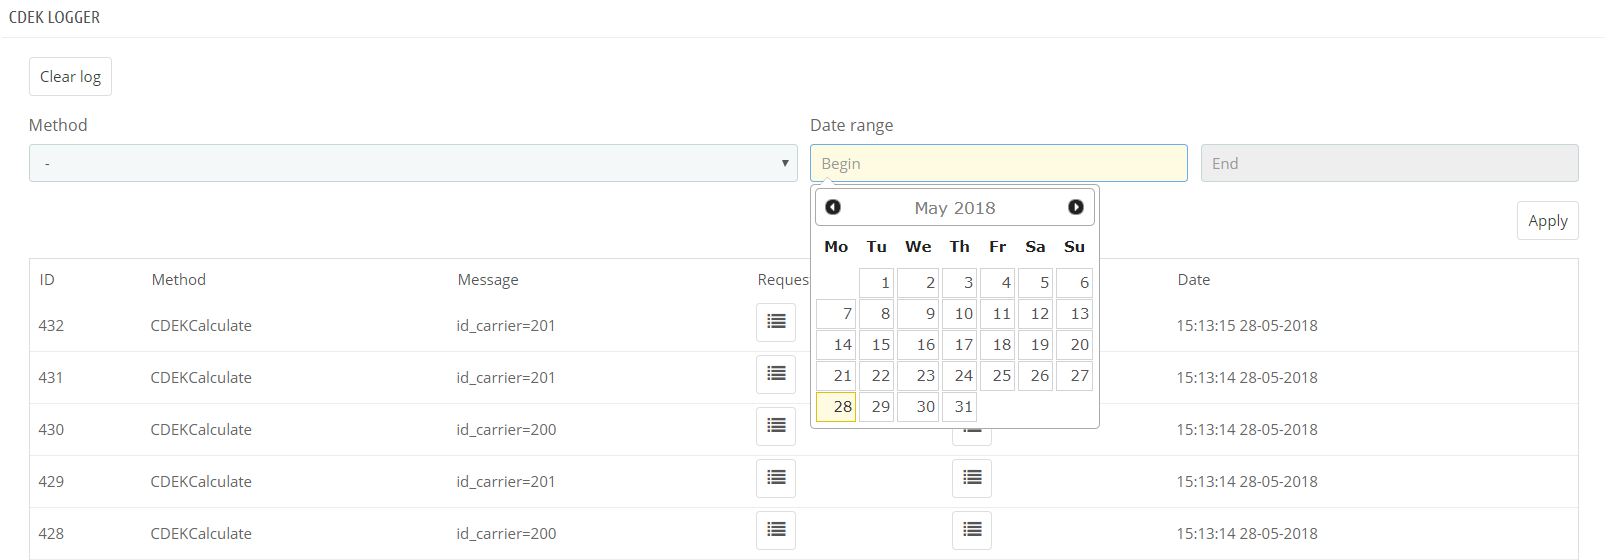 CDEK LOGGER
Clear log
Method
Date range
-
Begin
End
May 2018
Apply
Mo Tu We Th Fr Sa Su
1 2 3 4 5 6
7 8 9 10 11 12 13
14 15 16 17 18 19 20
21 22 23 24 25 26 27
28 29 30 31
ID Method Message Reques Date
432 CDEKCalculate id_carrier=201 15:13:15 28-05-2018
431 CDEKCalculate id_carrier=201 15:13:14 28-05-2018
430 CDEKCalculate id_carrier=200 15:13:14 28-05-2018
429 CDEKCalculate id_carrier=201 15:13:14 28-05-2018
428 CDEKCalculate id_carrier=200 15:13:14 28-05-2018